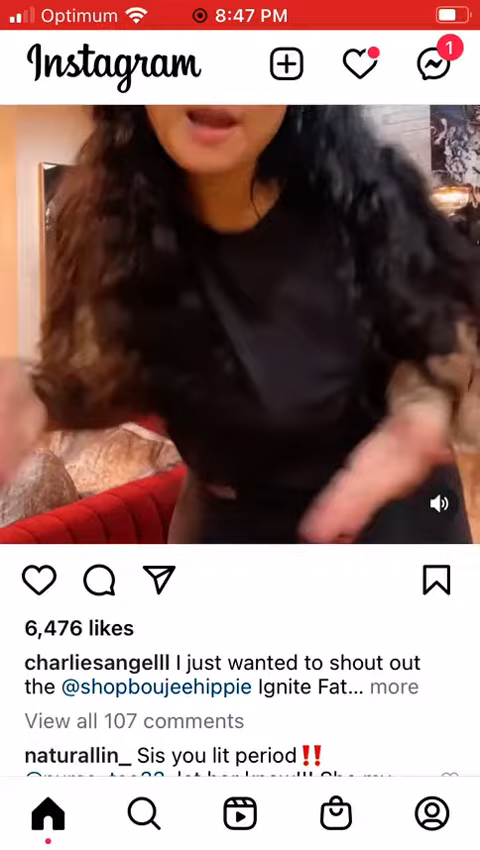 Optimum 8:47 PM
Instagram
1
6,476 likes
charliesangelll I just wanted to shout out
the @shopboujeehippie Ignite Fat... more
View all 107 comments
naturallin_ Sis you lit period‼️